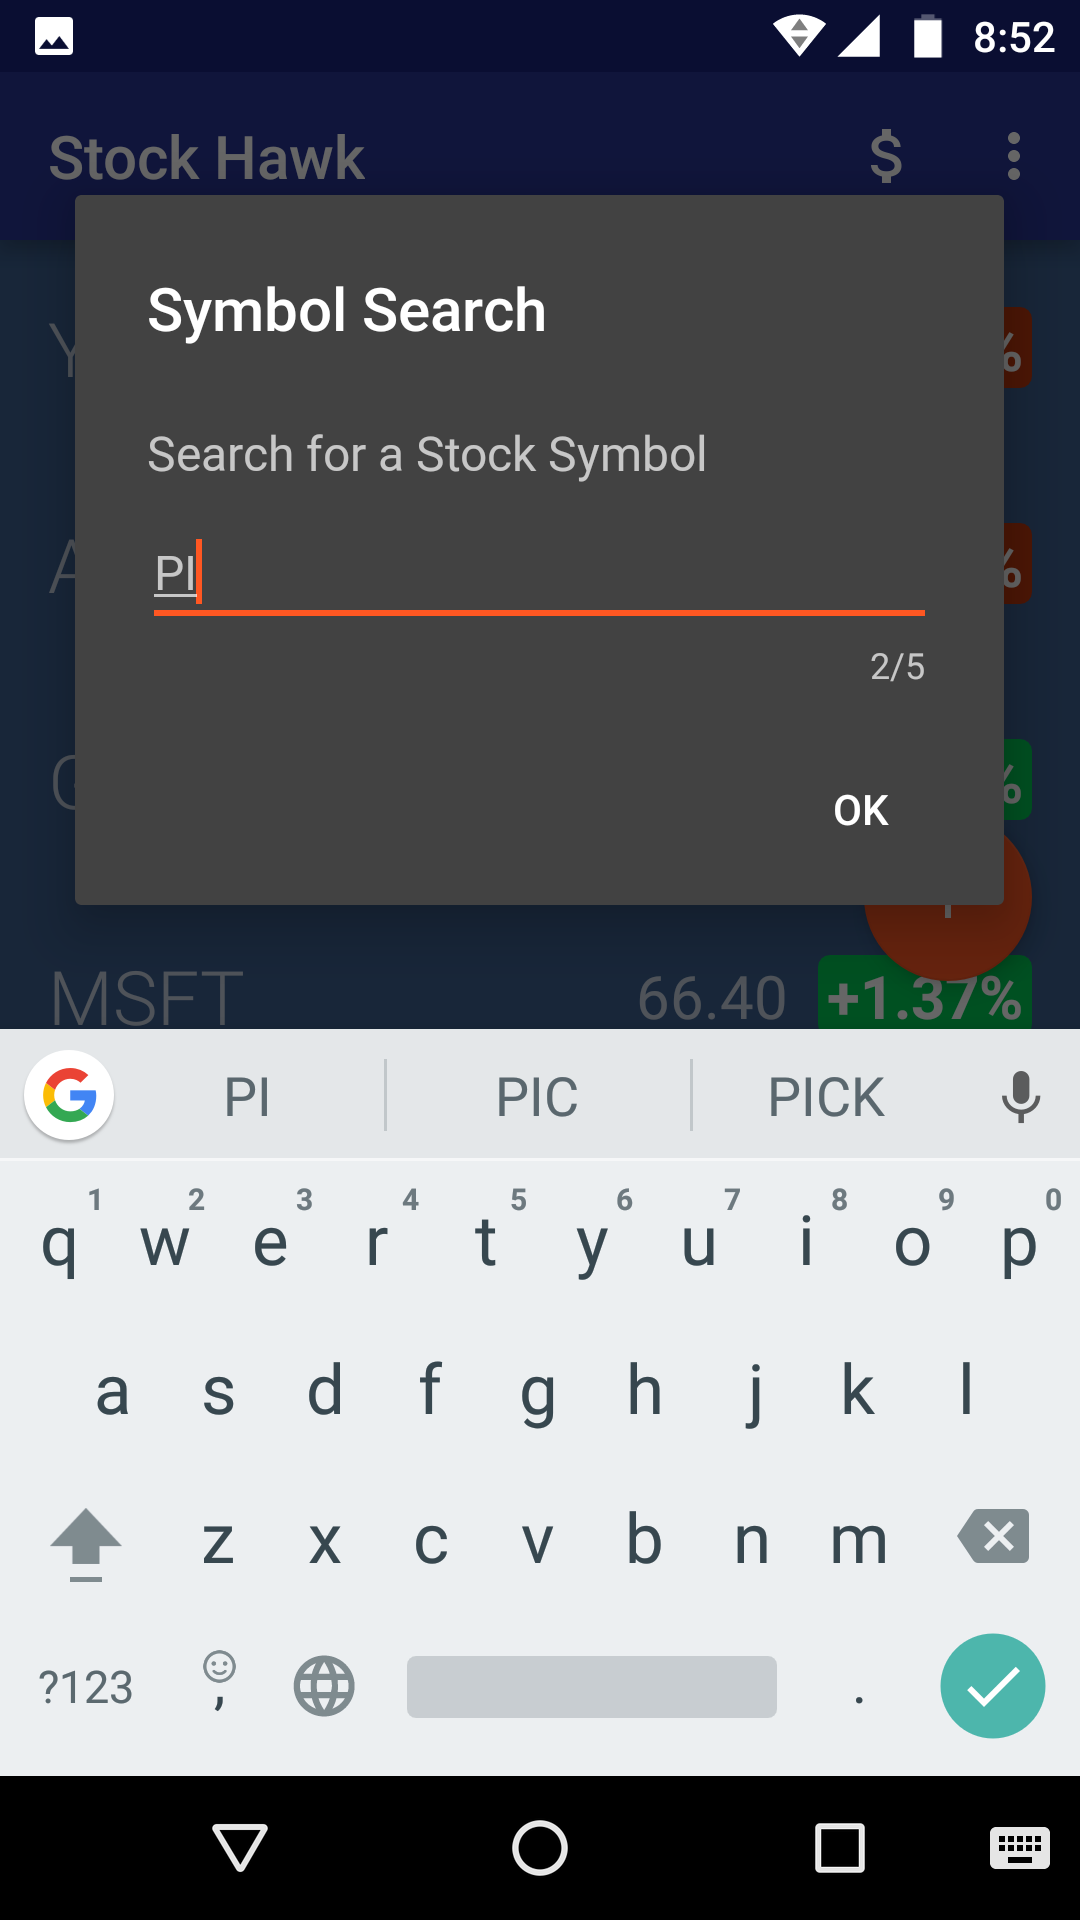 8:52
Stock Hawk $
Symbol Search
Search for a Stock Symbol
PI
2/5
OK
MSFT 66.40 +1.37%
PI PIC PICK
1 2 3 4 5 6 7 8 9 0
q w e r t y u i o p
a s d f g h j k l
z x c v b n m
?123 , .